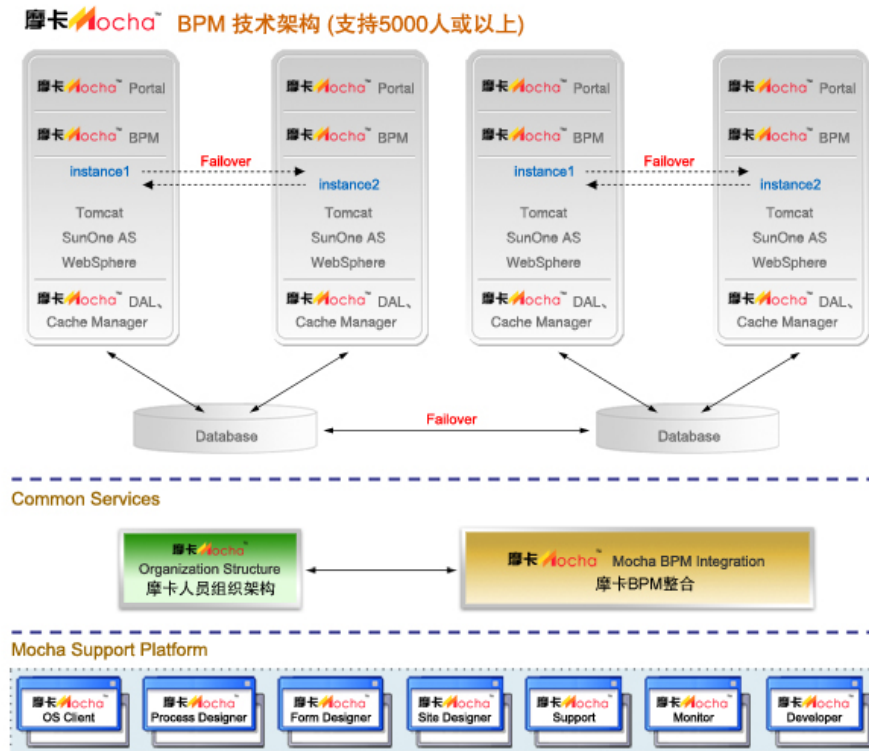 摩卡Mocha™ BPM 技术架构 (支持5000人或以上)
摩卡Mocha™ Portal
摩卡Mocha™ BPM
instance1
Tomcat
SunOne AS
WebSphere
摩卡Mocha™ DAL、
Cache Manager
Failover
摩卡Mocha™ Portal
摩卡Mocha™ BPM
instance2
Tomcat
SunOne AS
WebSphere
摩卡Mocha™ DAL、
Cache Manager
摩卡Mocha™ Portal
摩卡Mocha™ BPM
instance1
Tomcat
SunOne AS
WebSphere
摩卡Mocha™ DAL、
Cache Manager
Failover
摩卡Mocha™ Portal
摩卡Mocha™ BPM
instance2
Tomcat
SunOne AS
WebSphere
摩卡Mocha™ DAL、
Cache Manager
Database
Failover
Database
Common Services
摩卡Mocha™
Organization Structure
摩卡人员组织架构
摩卡Mocha™ Mocha BPM Integration
摩卡BPM整合
Mocha Support Platform
摩卡Mocha™
OS Client
摩卡Mocha™
Process Designer
摩卡Mocha™
Form Designer
摩卡Mocha™
Site Designer
摩卡Mocha™
Support
摩卡Mocha™
Monitor
摩卡Mocha™
Developer